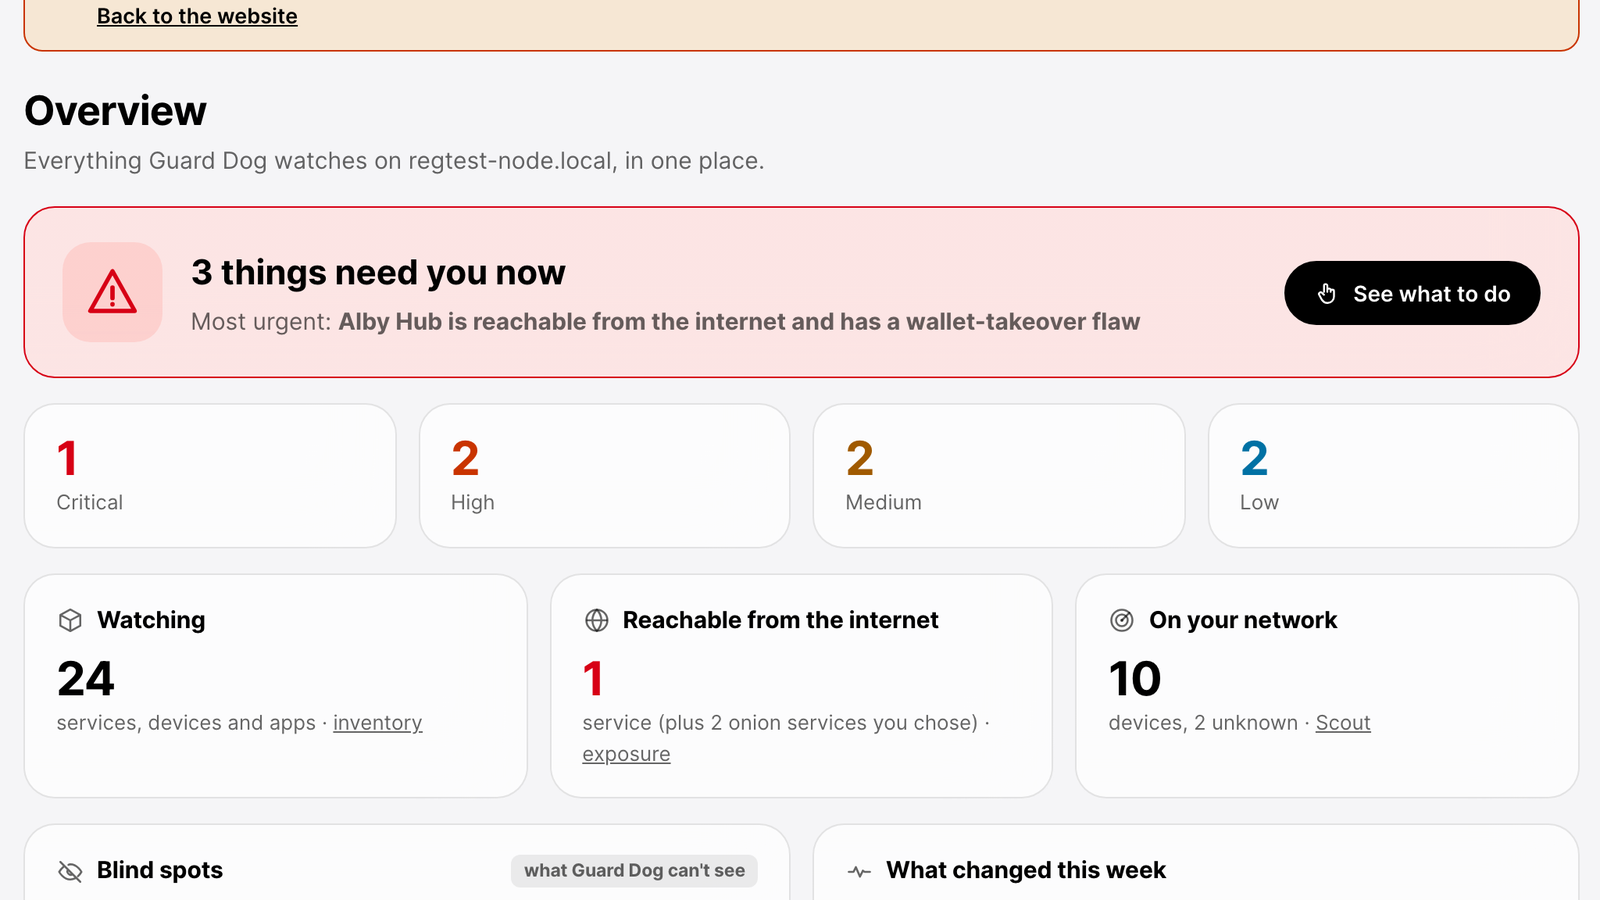 Back to the website
Overview
Everything Guard Dog watches on regtest-node.local, in one place.
3 things need you now
Most urgent: Alby Hub is reachable from the internet and has a wallet-takeover flaw
See what to do
1
Critical
2
High
2
Medium
2
Low
Watching
24
services, devices and apps · inventory
Reachable from the internet
1
service (plus 2 onion services you chose) ·
exposure
On your network
10
devices, 2 unknown · Scout
Blind spots
what Guard Dog can't see
What changed this week